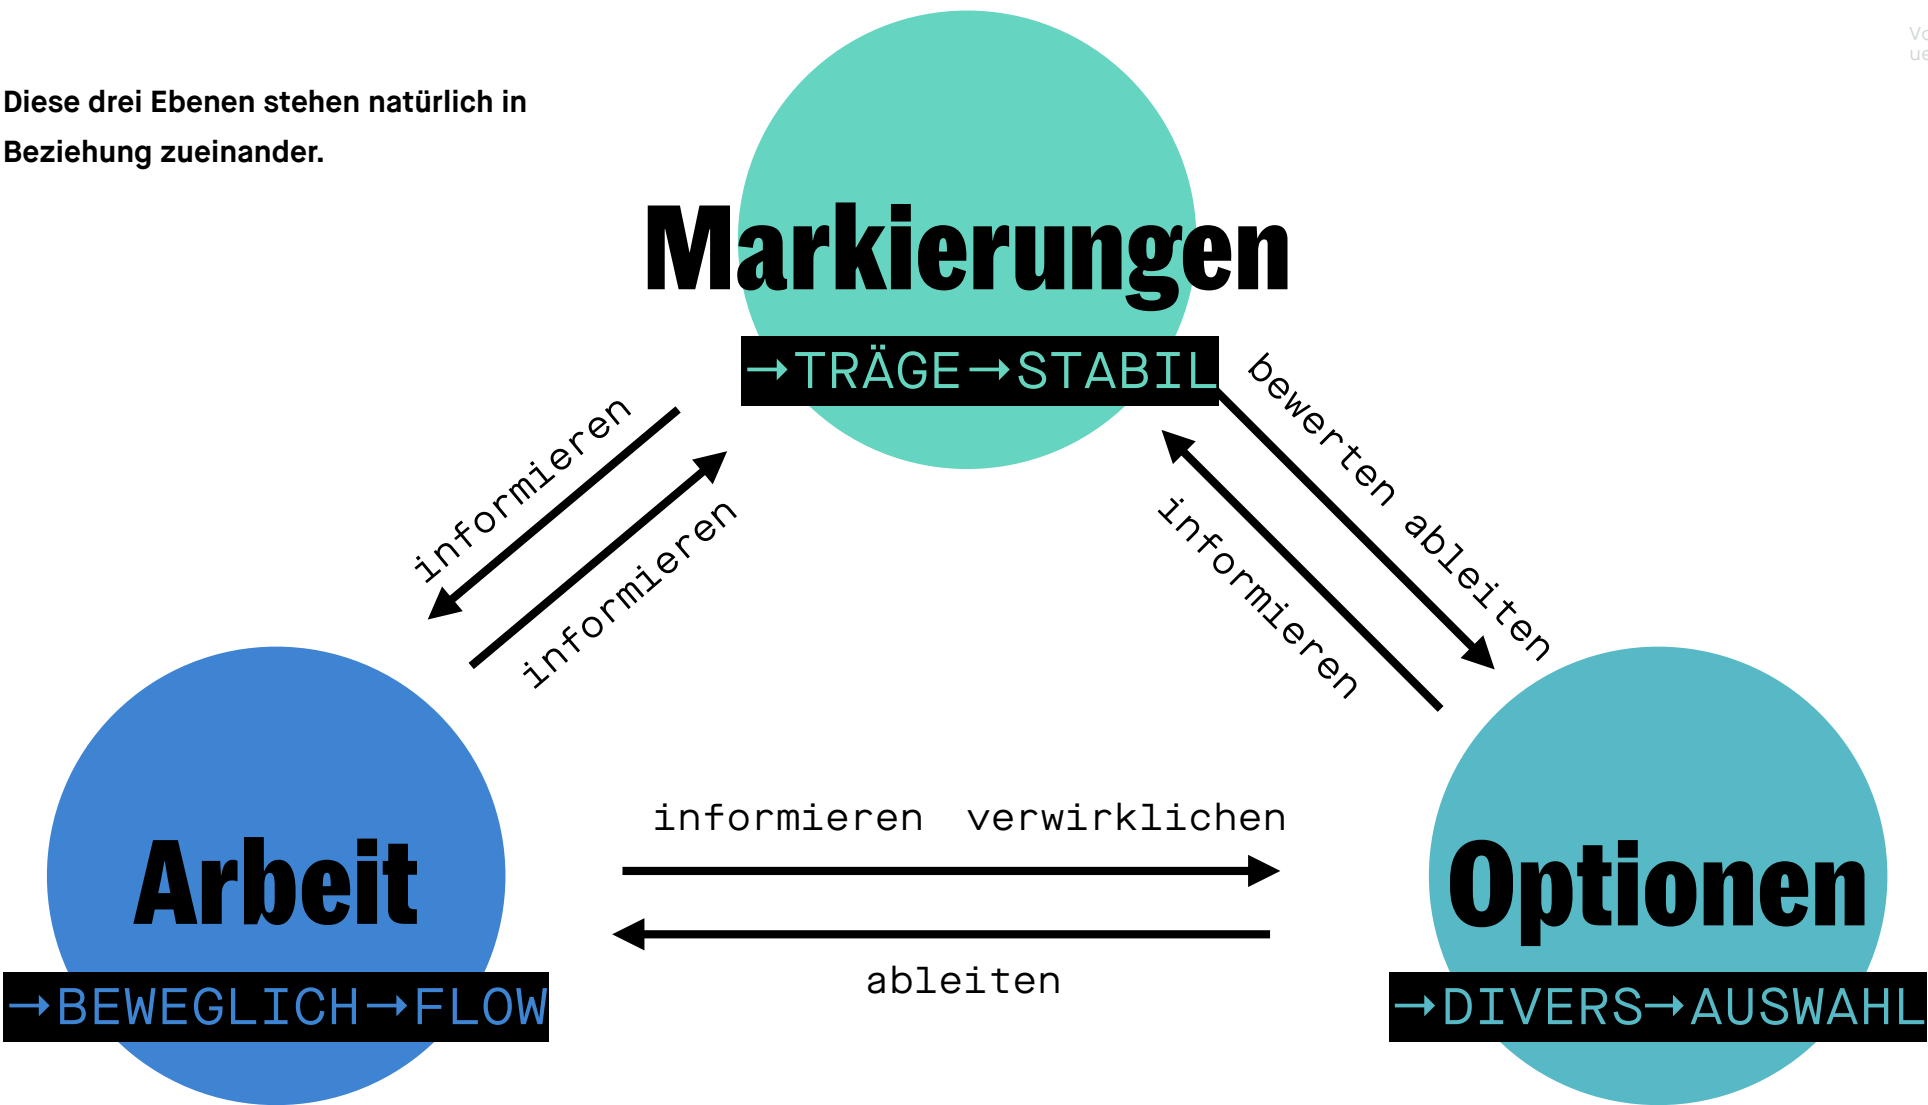 Diese drei Ebenen stehen natürlich in
Beziehung zueinander.
Markierungen
→TRÄGE→STABIL
informieren
informieren
bewerten ableiten
informieren
informieren verwirklichen
ableiten
Arbeit
→BEWEGLICH→FLOW
Optionen
→DIVERS→AUSWAHL